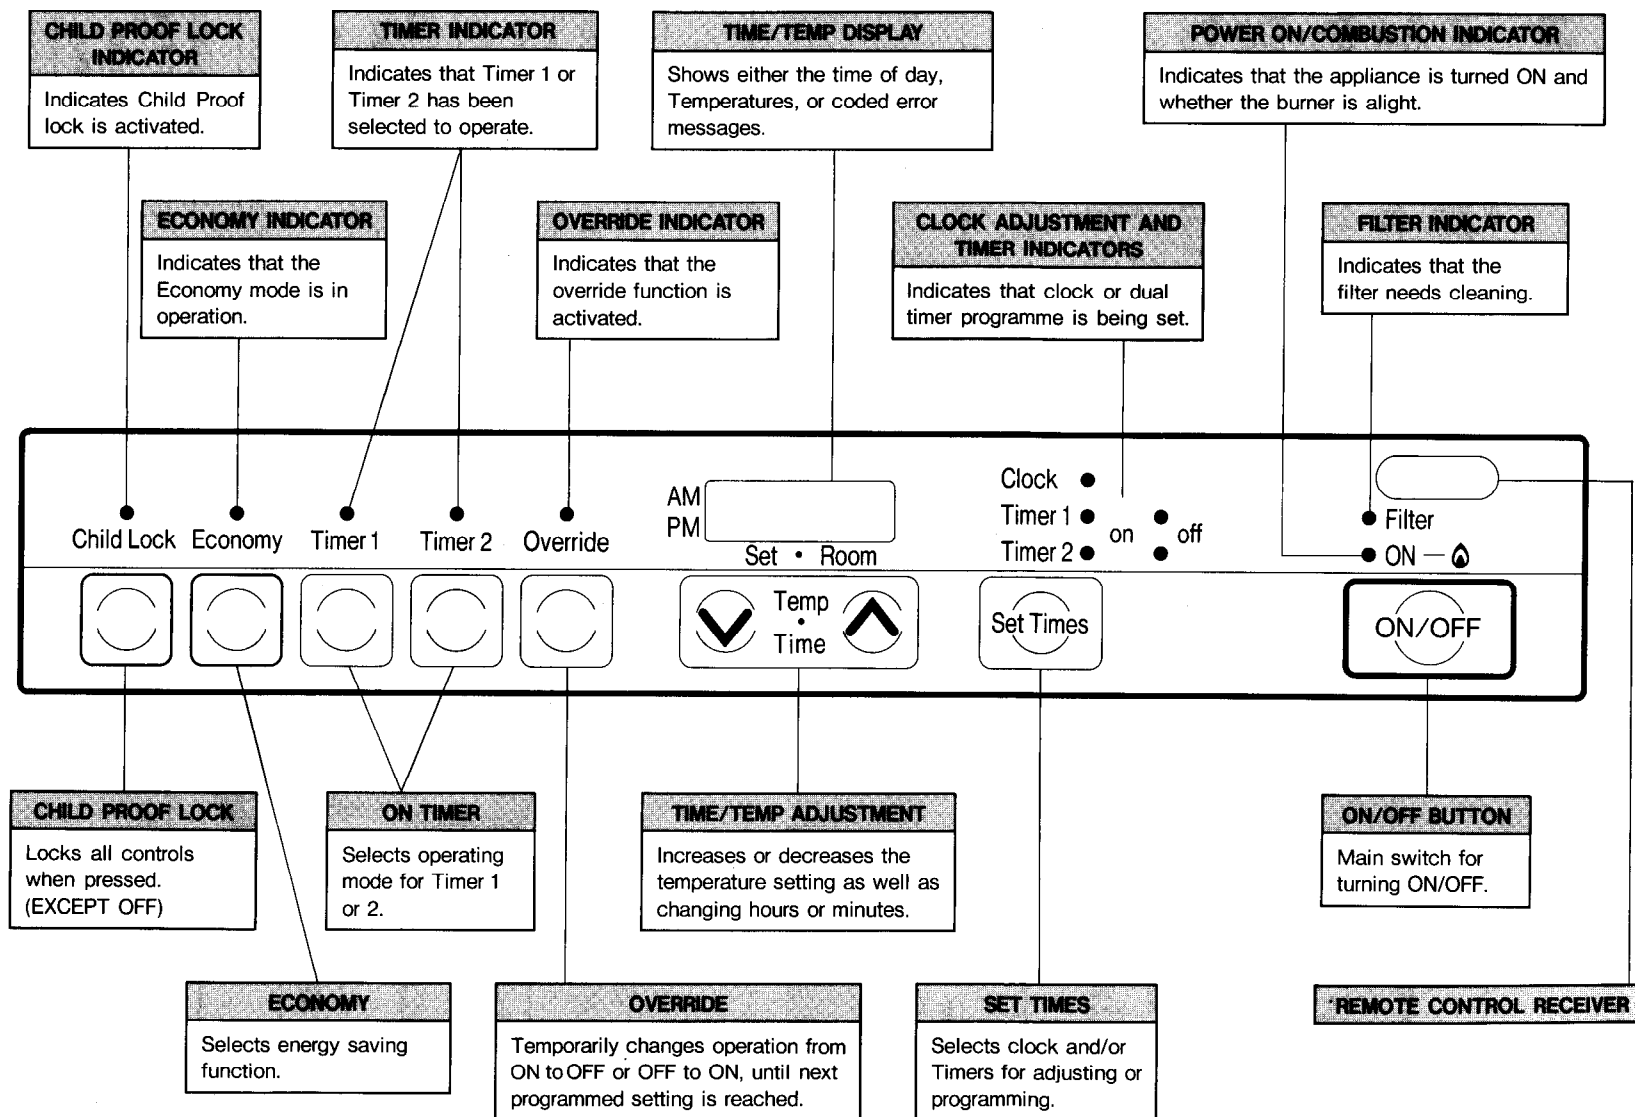 CHILD PROOF LOCK
INDICATOR
Indicates Child Proof
lock is activated.
TIMER INDICATOR
Indicates that Timer 1 or
Timer 2 has been
selected to operate.
TIME/TEMP DISPLAY
Shows either the time of day,
Temperatures, or coded error
messages.
POWER ON/COMBUSTION INDICATOR
Indicates that the appliance is turned ON and
whether the burner is alight.
ECONOMY INDICATOR
Indicates that the
Economy mode is in
operation.
OVERRIDE INDICATOR
Indicates that the
override function is
activated.
CLOCK ADJUSTMENT AND
TIMER INDICATORS
Indicates that clock or dual
timer programme is being set.
FILTER INDICATOR
Indicates that the
filter needs cleaning.
Child Lock
Economy
Timer 1
Timer 2
Override
AM
PM
Set • Room
Clock
Timer 1
Timer 2
on
off
Filter
ON
Temp
•
Time
Set Times
ON/OFF
CHILD PROOF LOCK
Locks all controls
when pressed.
(EXCEPT OFF)
ON TIMER
Selects operating
mode for Timer 1
or 2.
TIME/TEMP ADJUSTMENT
Increases or decreases the
temperature setting as well as
changing hours or minutes.
ON/OFF BUTTON
Main switch for
turning ON/OFF.
ECONOMY
Selects energy saving
function.
OVERRIDE
Temporarily changes operation from
ON to OFF or OFF to ON, until next
programmed setting is reached.
SET TIMES
Selects clock and/or
Timers for adjusting or
programming.
*REMOTE CONTROL RECEIVER